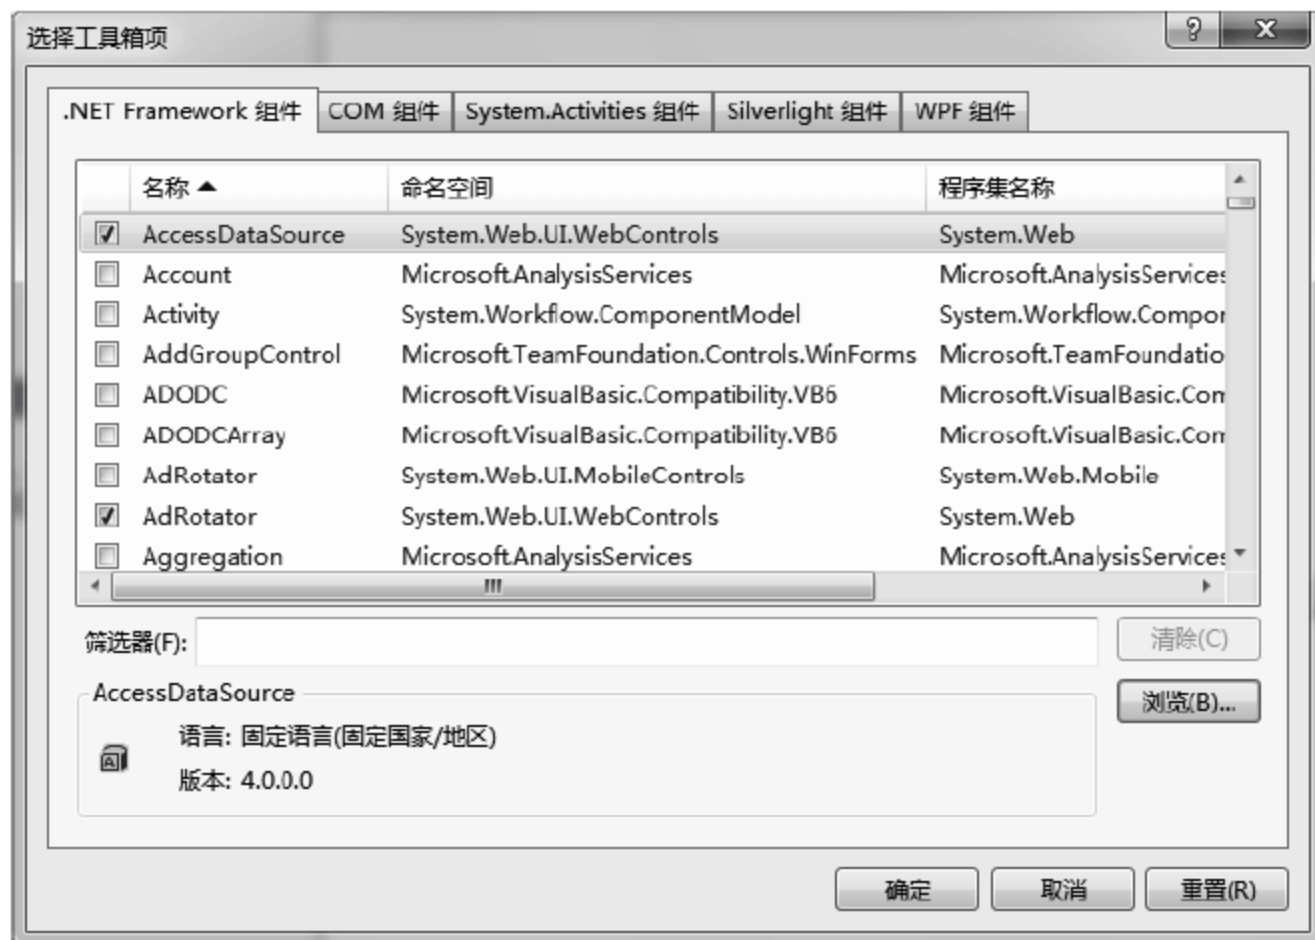 选择工具箱项
.NET Framework 组件 COM 组件 System.Activities 组件 Silverlight 组件 WPF 组件
名称 命名空间 程序集名称
AccessDataSource System.Web.UI.WebControls System.Web
Account Microsoft.AnalysisServices Microsoft.AnalysisServices
Activity System.Workflow.ComponentModel System.Workflow.Compor
AddGroupControl Microsoft.TeamFoundation.Controls.WinForms Microsoft.TeamFoundatio
ADODC Microsoft.VisualBasic.Compatibility.VB6 Microsoft.VisualBasic.Com
ADODCArray Microsoft.VisualBasic.Compatibility.VB6 Microsoft.VisualBasic.Com
AdRotator System.Web.UI.MobileControls System.Web.Mobile
AdRotator System.Web.UI.WebControls System.Web
Aggregation Microsoft.AnalysisServices Microsoft.AnalysisServices
筛选器(F): 清除(C)
AccessDataSource 浏览(B)...
语言: 固定语言(固定国家/地区)
版本: 4.0.0.0
确定 取消 重置(R)